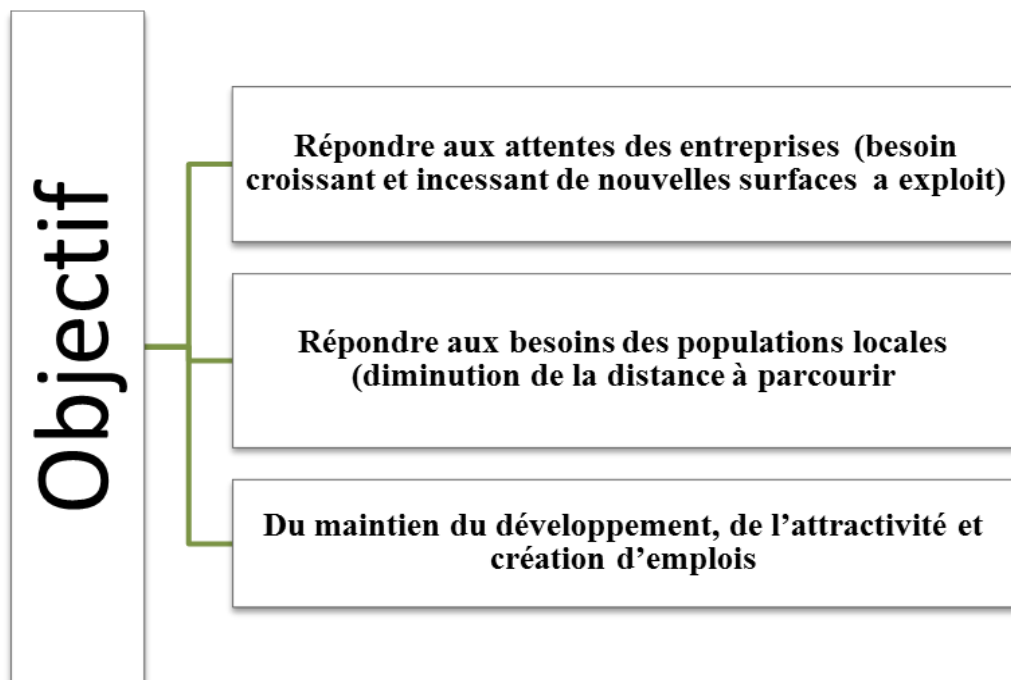 Objectif
Répondre aux attentes des entreprises (besoin
croissant et incessant de nouvelles surfaces a exploit)
Répondre aux besoins des populations locales
(diminution de la distance à parcourir
Du maintien du développement, de l’attractivité et
création d’emplois